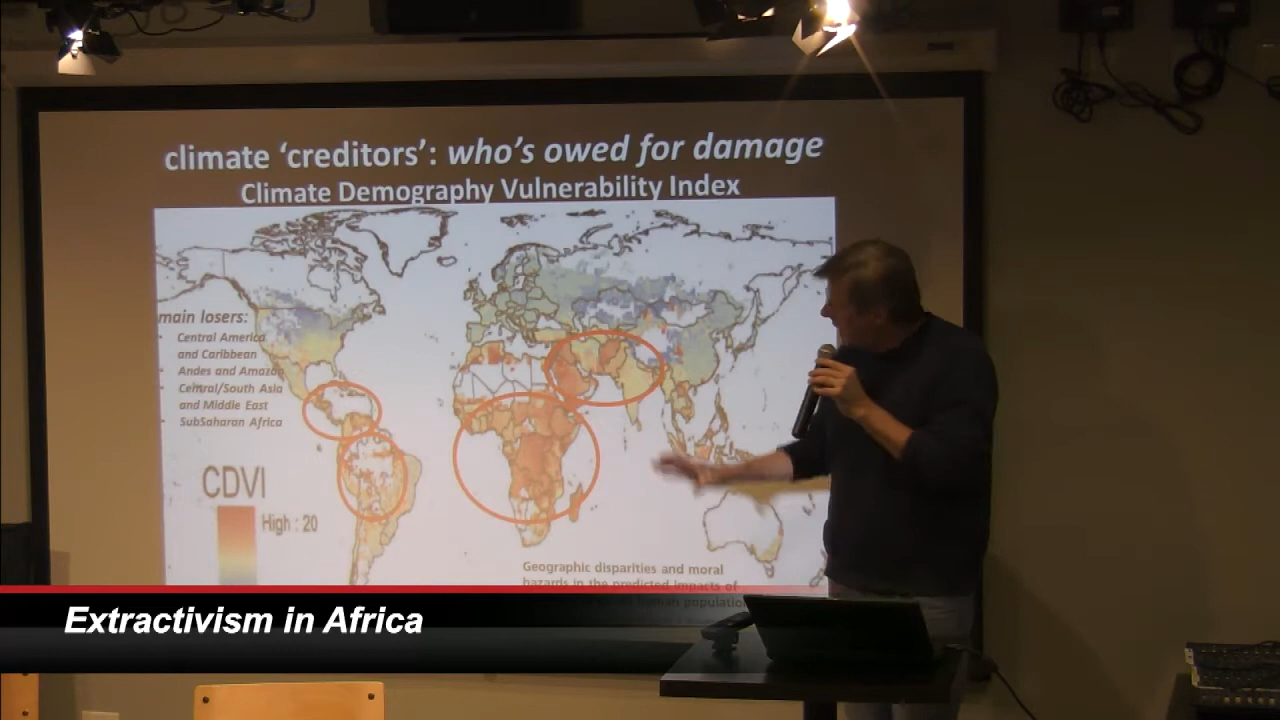 climate ‘creditors’: who’s owed for damage
Climate Demography Vulnerability Index
main losers:
• Central America
and Caribbean
• Andes and Amazon
• Central/South Asia
and Middle East
• SubSaharan Africa
CDVI
High : 20
Geographic disparities and moral
hazards in the predicted impacts of
human population
Extractivism in Africa